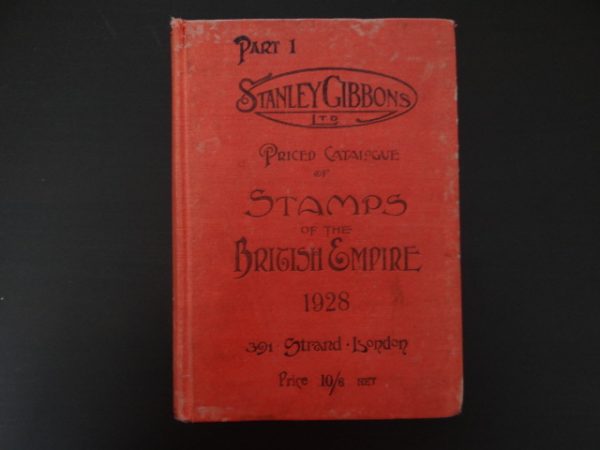 PART 1
STANLEY GIBBONS
LTD
PRICED CATALOGUE
OF
STAMPS
OF THE
BRITISH EMPIRE
1928
391 · Strand · London
Price 10/6 NET